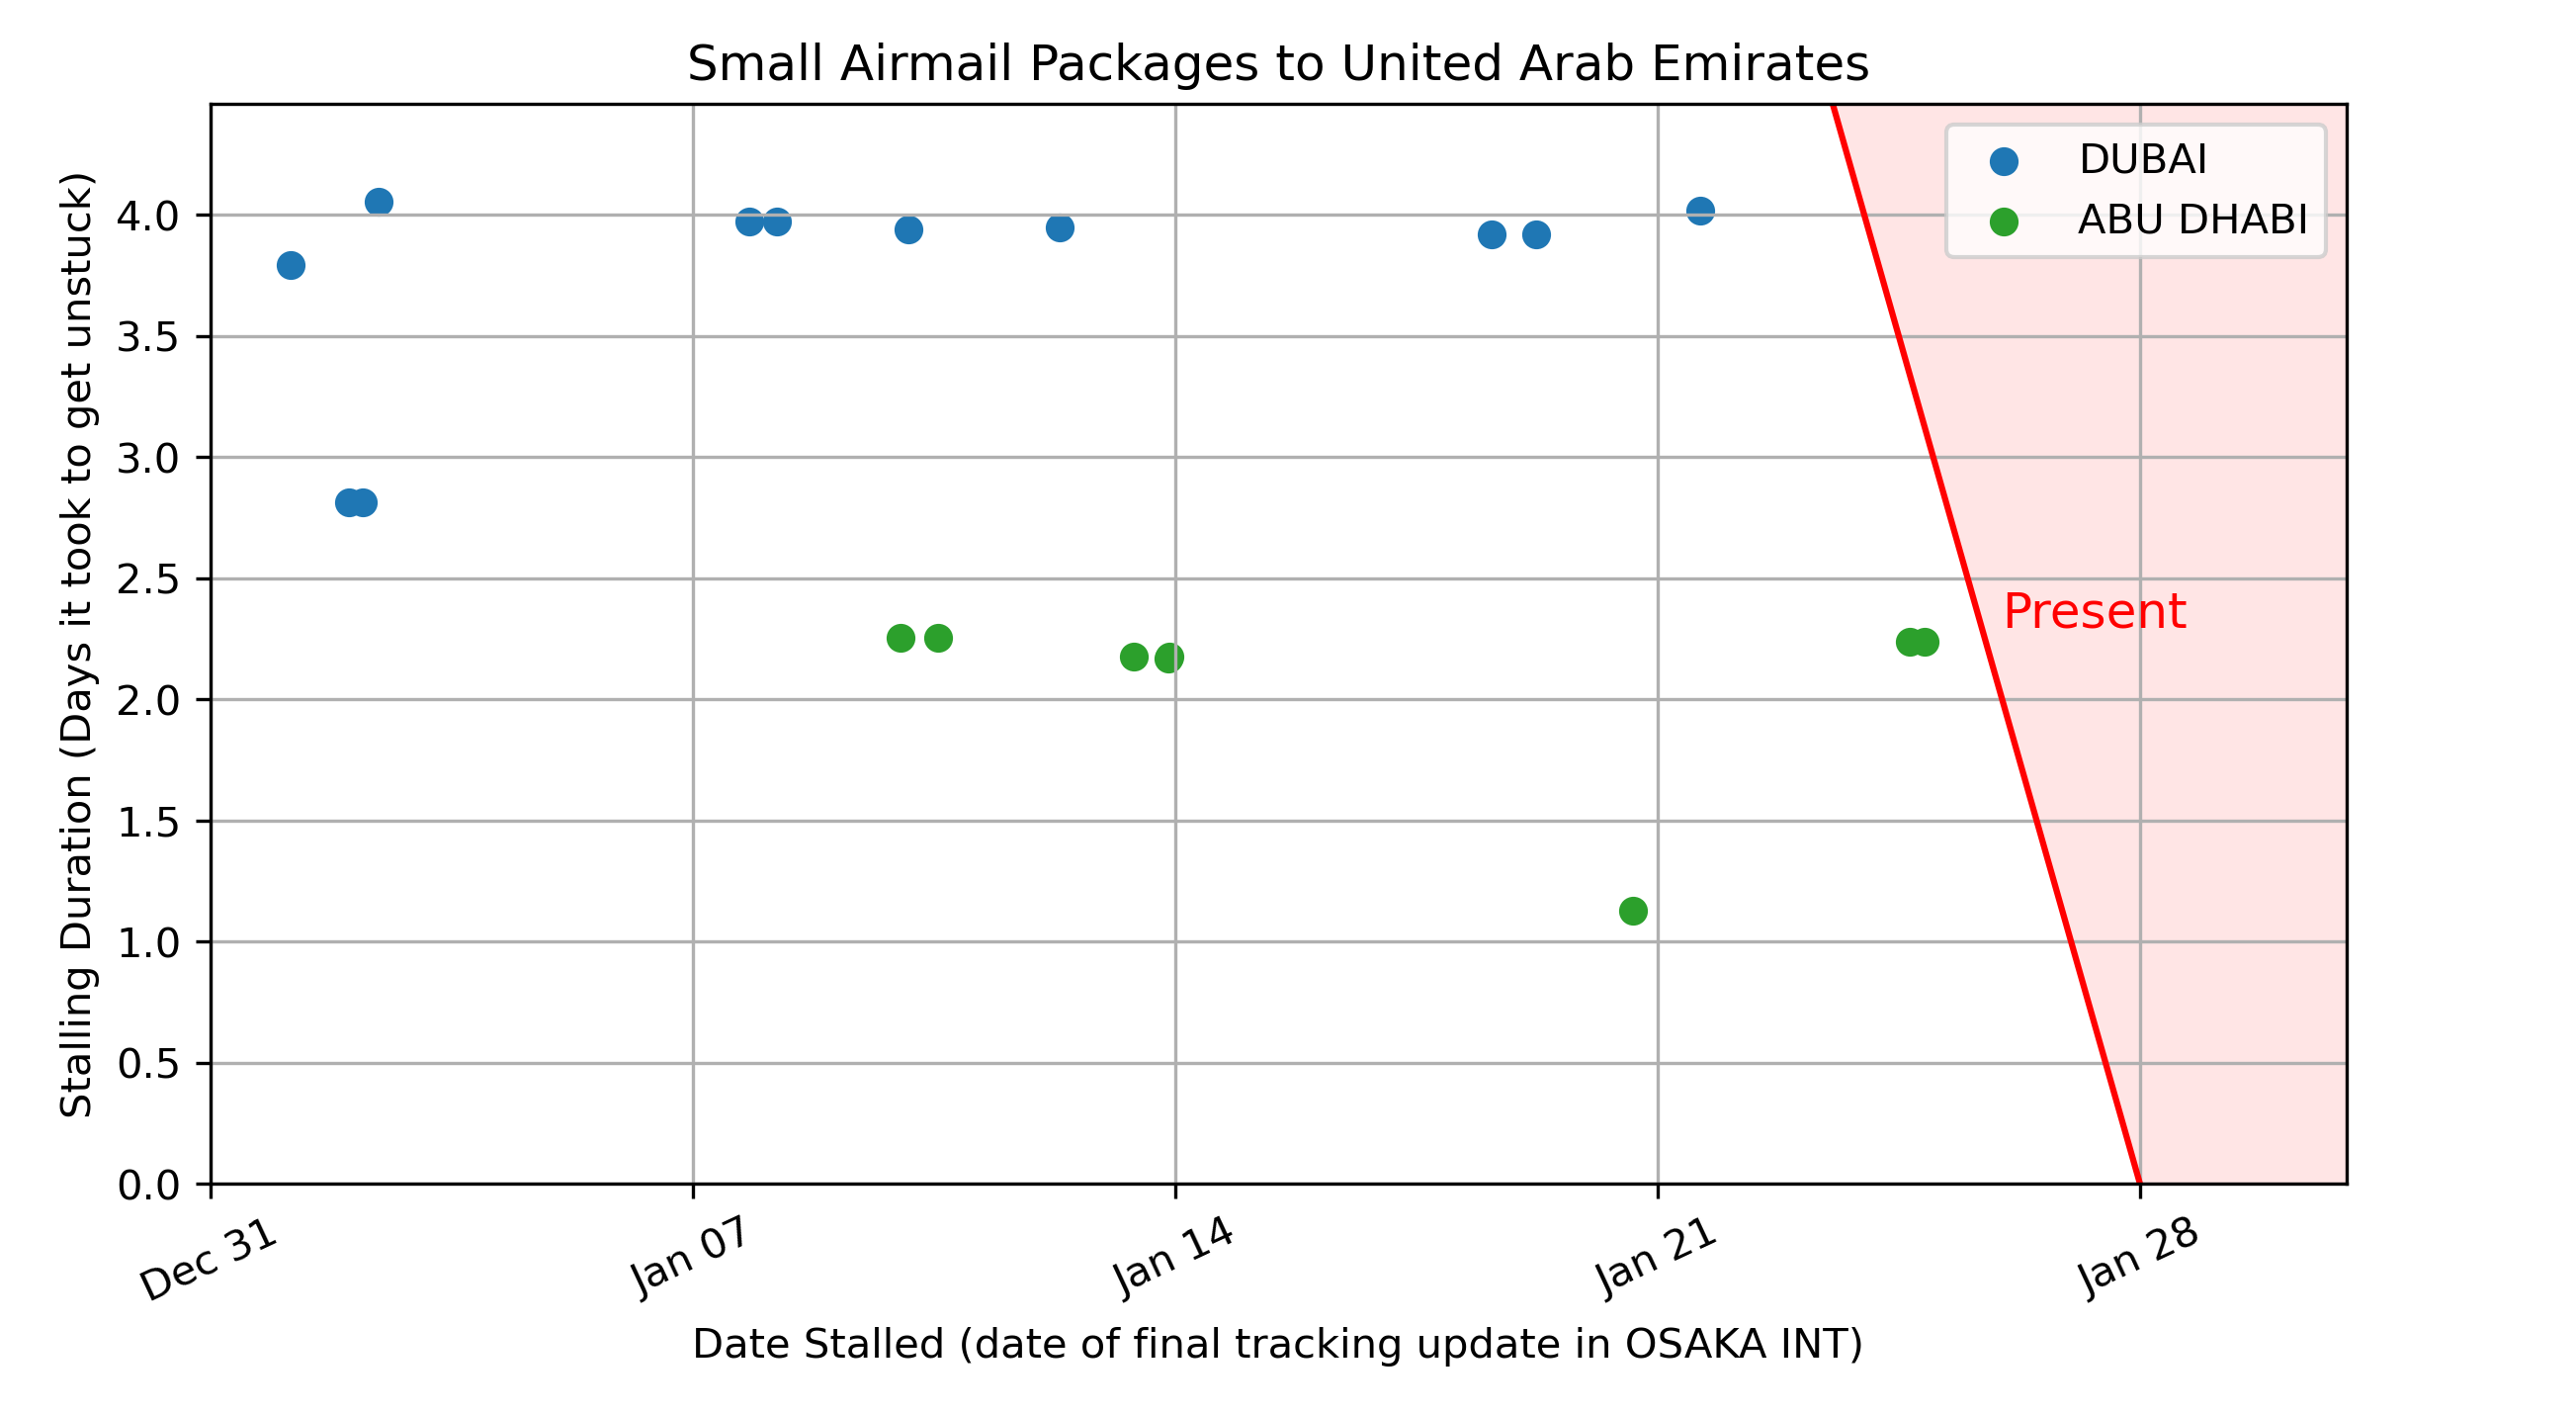 Small Airmail Packages to United Arab Emirates
Stalling Duration (Days it took to get unstuck)
4.0
3.5
3.0
2.5
2.0
1.5
1.0
0.5
0.0
DUBAI
ABU DHABI
Present
Dec 31
Jan 07
Jan 14
Jan 21
Jan 28
Date Stalled (date of final tracking update in OSAKA INT)